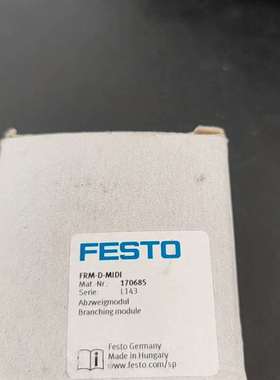 FESTO
FRM-D-MIDI
Mat.-Nr.: 170685
Serie: L143
Abzweigmodul
Branching module
Festo Germany
Made in Hungary
www.festo.com/sp